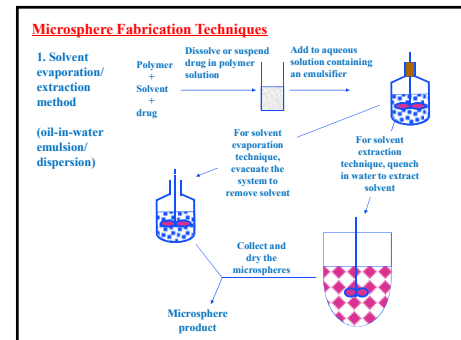 Microsphere Fabrication Techniques
1. Solvent
evaporation/
extraction
method
(oil-in-water
emulsion/
dispersion)
Polymer
+
Solvent
+
drug
Dissolve or suspend
drug in polymer
solution
Add to aqueous
solution containing
an emulsifier
For solvent
evaporation
technique,
evacuate the
system to
remove solvent
For solvent
extraction
technique, quench
in water to extract
solvent
Collect and
dry the
microspheres
Microsphere
product